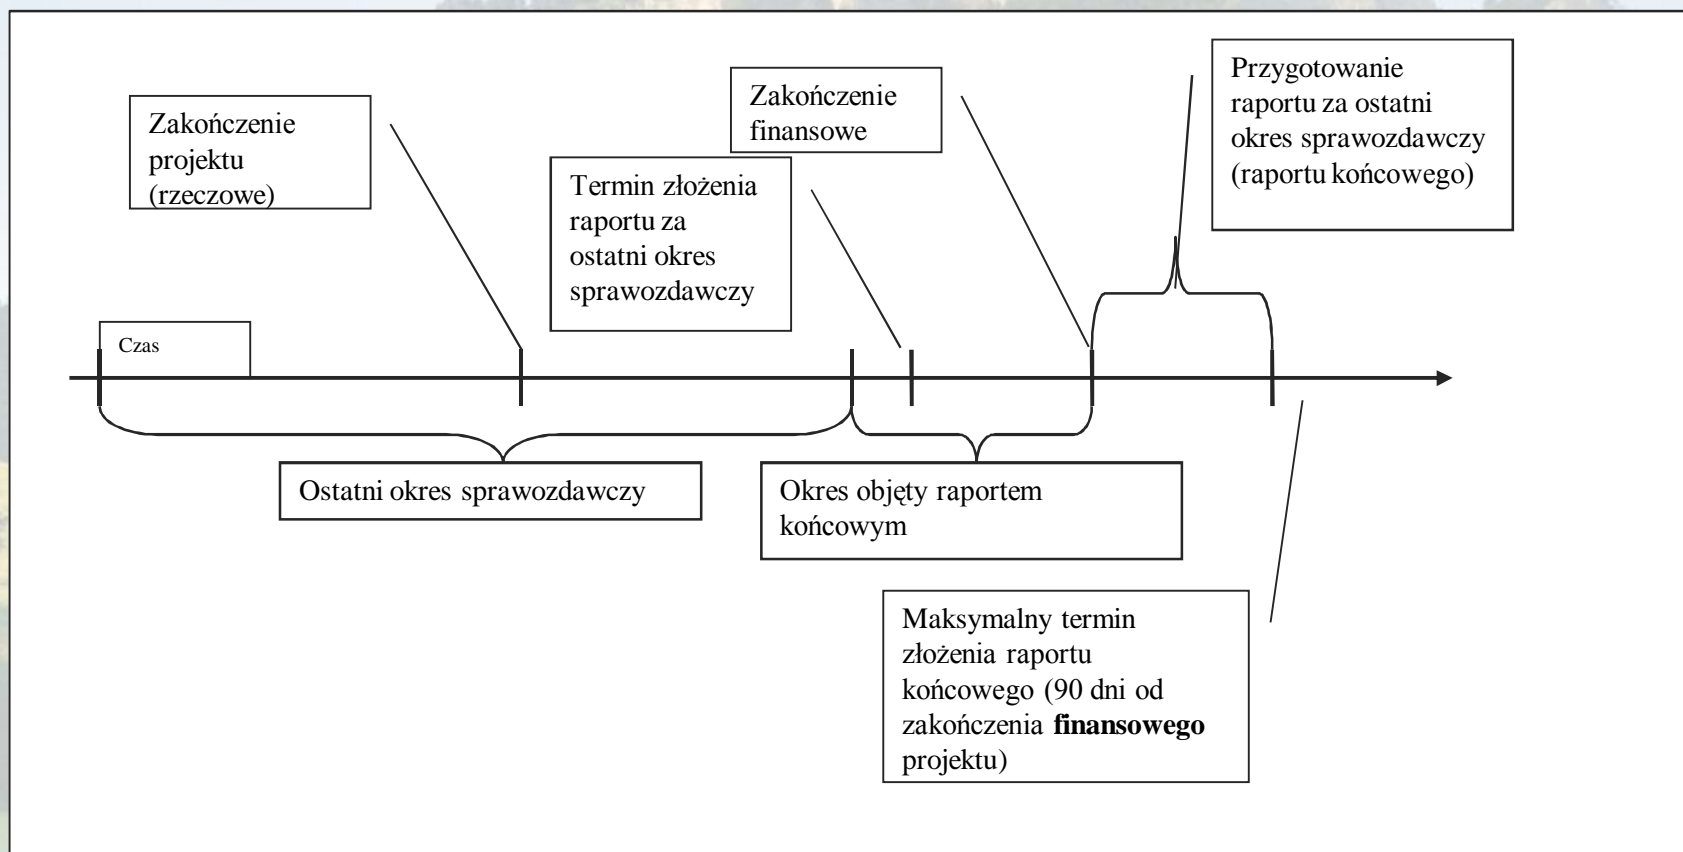 Zakończenie
projektu
(rzeczowe)
Termin złożenia
raportu za
ostatni okres
sprawozdawczy
Zakończenie
finansowe
Przygotowanie
raportu za ostatni
okres sprawozdawczy
(raportu końcowego)
Czas
Ostatni okres sprawozdawczy
Okres objęty raportem
końcowym
Maksymalny termin
złożenia raportu
końcowego (90 dni od
zakończenia finansowego
projektu)